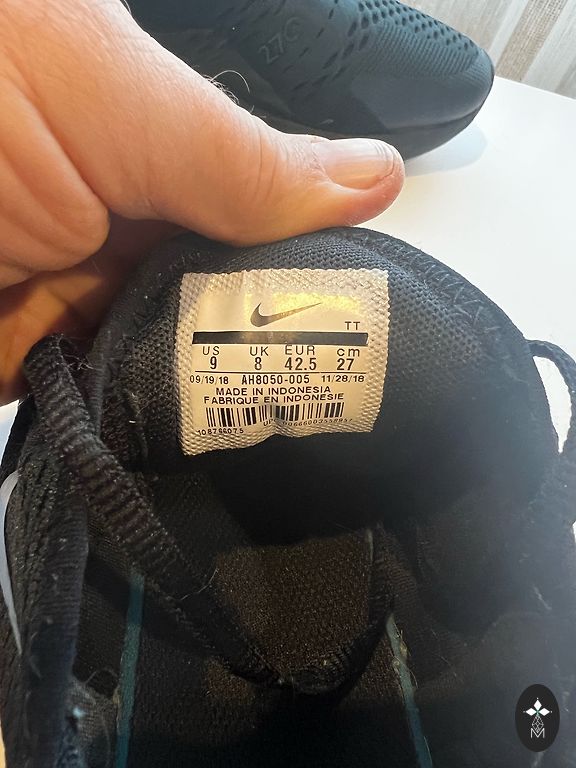 270
TT
US UK EUR cm
9 8 42.5 27
09/19/18 AH8050-005 11/28/18
MADE IN INDONESIA
FABRIQUE EN INDONESIE
M